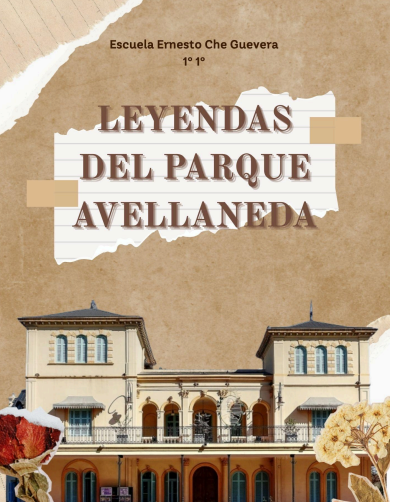 Escuela Ernesto Che Guevera
1° 1°
LEYENDAS
DEL PARQUE
AVELLANEDA